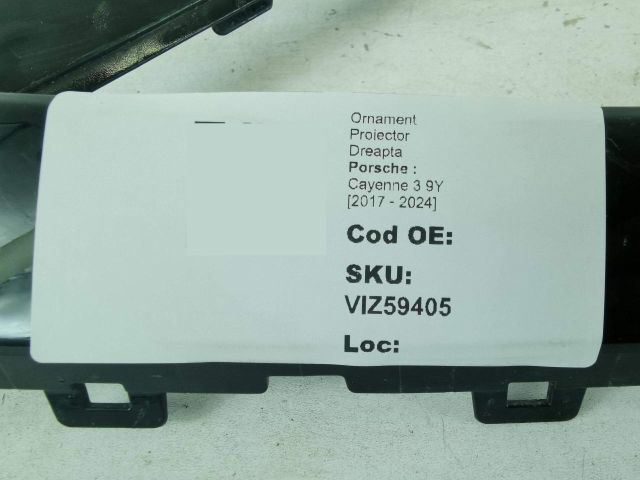 Ornament
Proiector
Dreapta
Porsche :
Cayenne 3 9Y
[2017 - 2024]
Cod OE:
SKU:
VIZ59405
Loc: